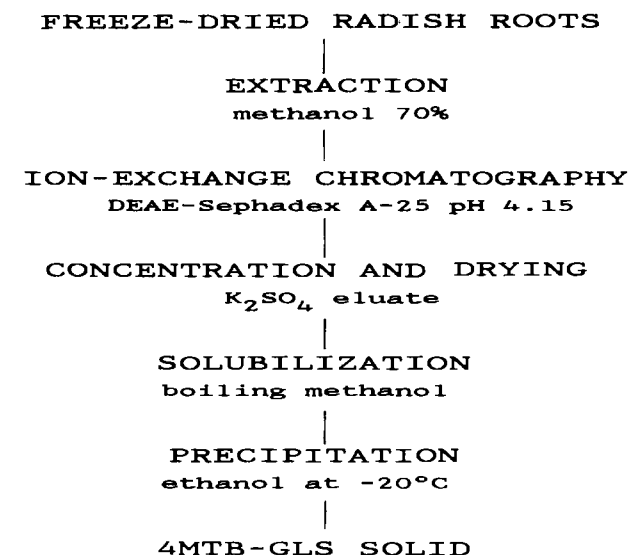 FREEZE-DRIED RADISH ROOTS
EXTRACTION
methanol 70%
ION-EXCHANGE CHROMATOGRAPHY
DEAE-Sephadex A-25 pH 4.15
CONCENTRATION AND DRYING
K₂SO₄ eluate
SOLUBILIZATION
boiling methanol
PRECIPITATION
ethanol at -20°C
4MTB-GLS SOLID